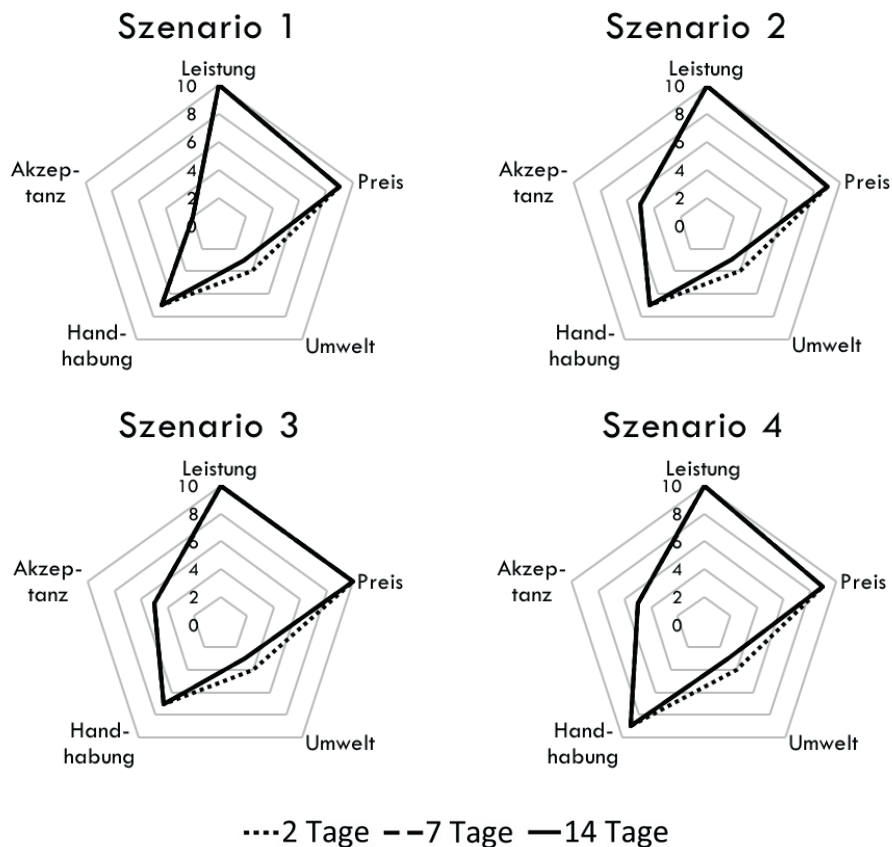 Szenario 1
Leistung
10
8
6
4
2
0
Preis
Umwelt
Hand-
habung
Akzep-
tanz
Szenario 2
Leistung
10
8
6
4
2
0
Preis
Umwelt
Hand-
habung
Akzep-
tanz
Szenario 3
Leistung
10
8
6
4
2
0
Preis
Umwelt
Hand-
habung
Akzep-
tanz
Szenario 4
Leistung
10
8
6
4
2
0
Preis
Umwelt
Hand-
habung
Akzep-
tanz
2 Tage 7 Tage 14 Tage